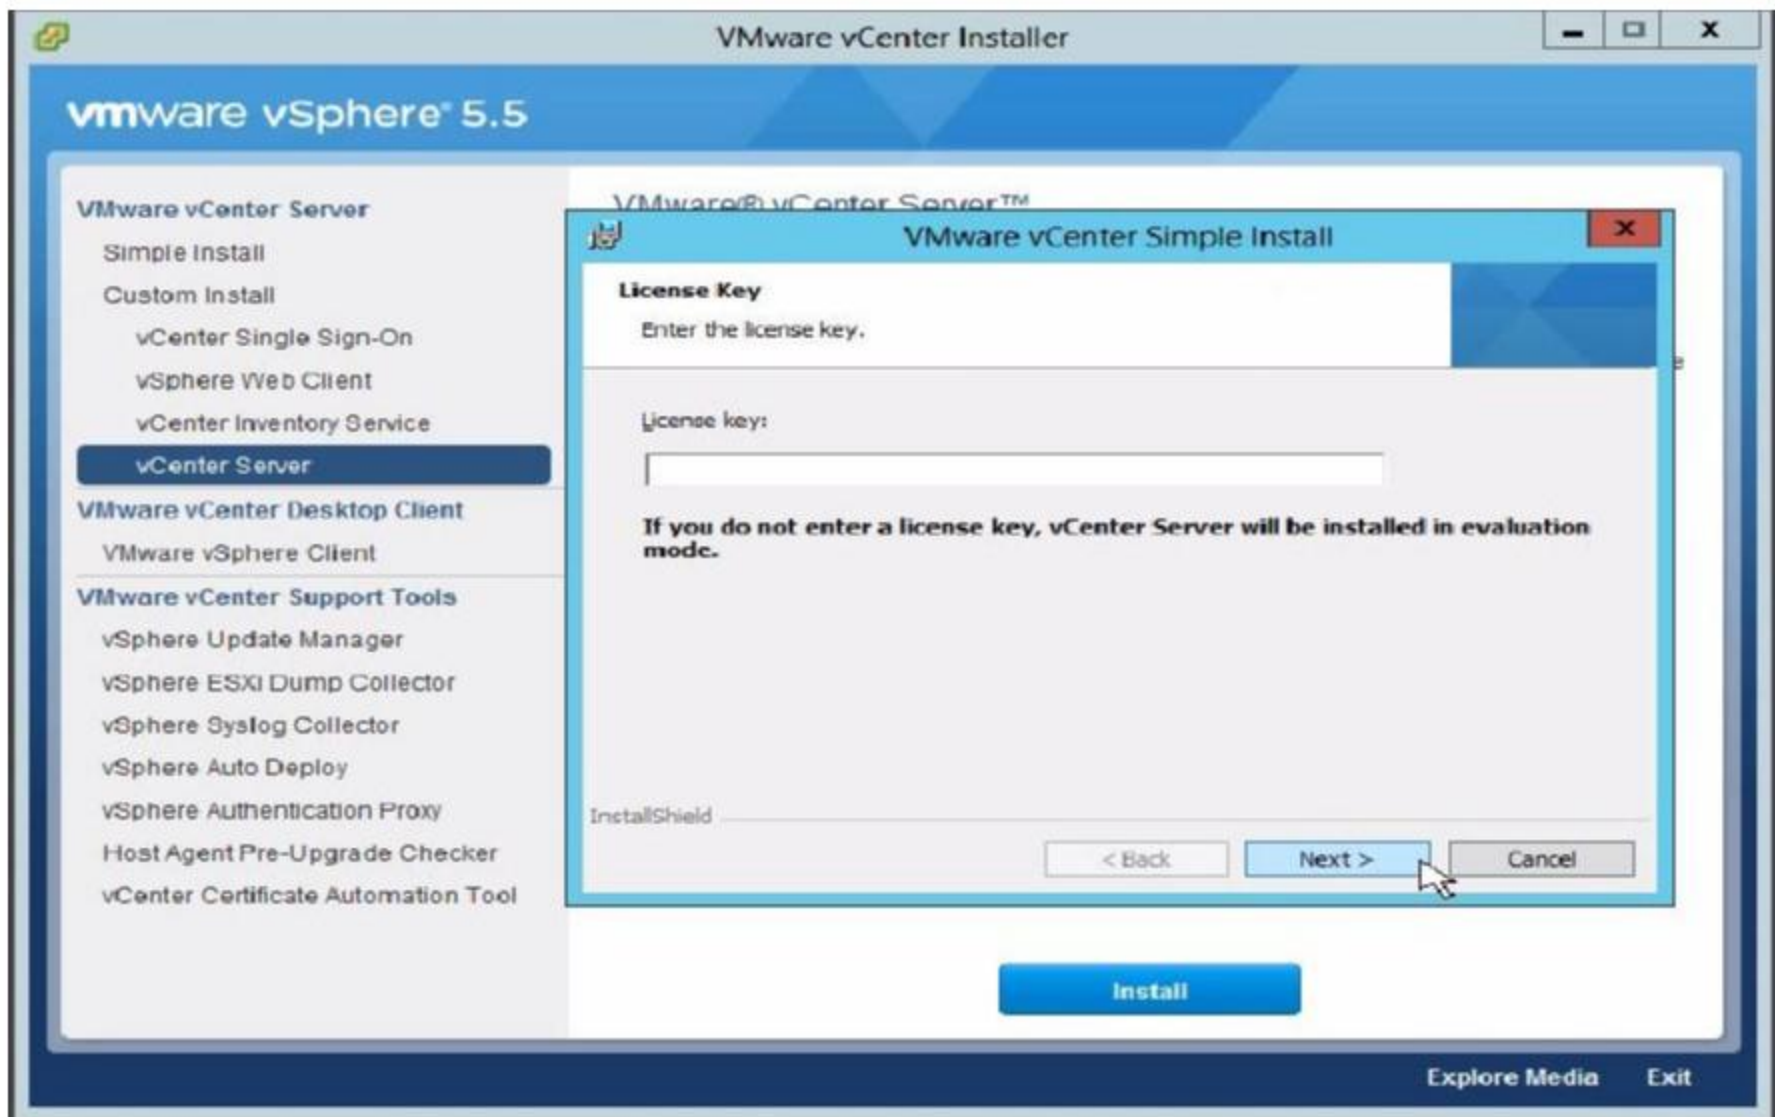 VMware vCenter Installer
vmware vSphere® 5.5
VMware vCenter Server
Simple Install
Custom Install
vCenter Single Sign-On
vSphere Web Client
vCenter Inventory Service
vCenter Server
VMware vCenter Desktop Client
VMware vSphere Client
VMware vCenter Support Tools
vSphere Update Manager
vSphere ESXi Dump Collector
vSphere Syslog Collector
vSphere Auto Deploy
vSphere Authentication Proxy
Host Agent Pre-Upgrade Checker
vCenter Certificate Automation Tool
VMware® vCenter Server™
VMware vCenter Simple Install
License Key
Enter the license key.
License key:
If you do not enter a license key, vCenter Server will be installed in evaluation
mode.
InstallShield
< Back
Next >
Cancel
Install
Explore Media
Exit